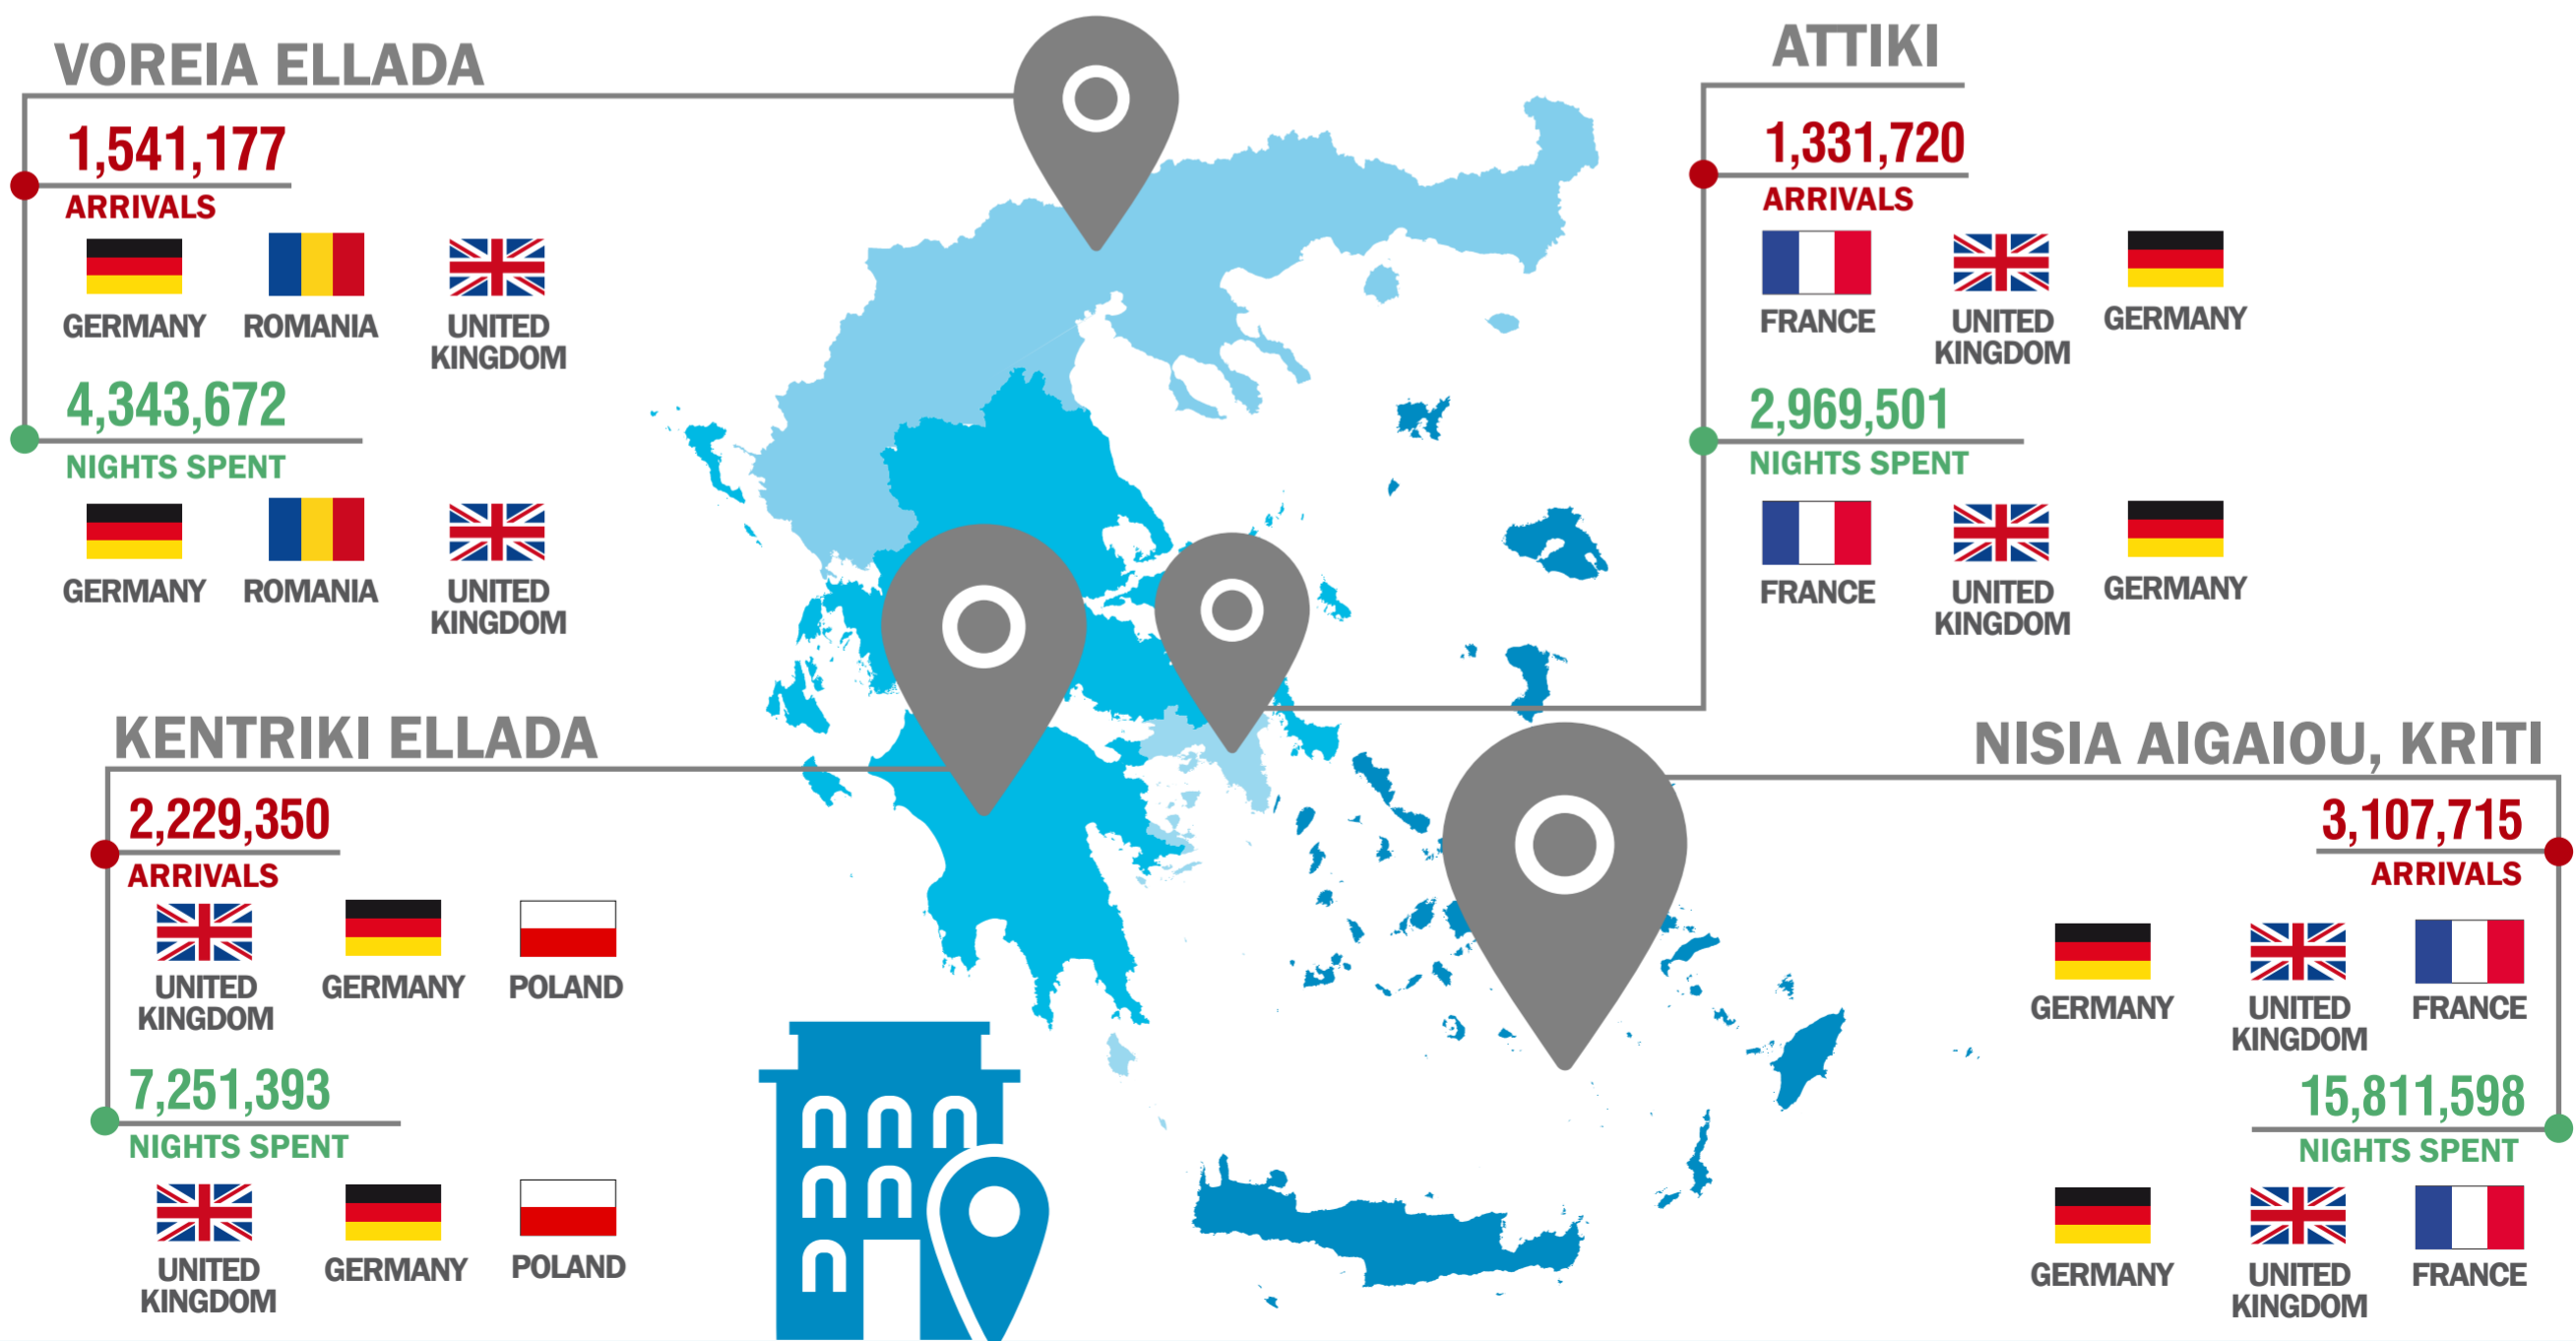 VOREIA ELLADA
1,541,177
ARRIVALS
GERMANY
ROMANIA
UNITED
KINGDOM
4,343,672
NIGHTS SPENT
GERMANY
ROMANIA
UNITED
KINGDOM
ATTIKI
1,331,720
ARRIVALS
FRANCE
UNITED
KINGDOM
GERMANY
2,969,501
NIGHTS SPENT
FRANCE
UNITED
KINGDOM
GERMANY
KENTRIKI ELLADA
2,229,350
ARRIVALS
UNITED
KINGDOM
GERMANY
POLAND
7,251,393
NIGHTS SPENT
UNITED
KINGDOM
GERMANY
POLAND
NISIA AIGAIOU, KRITI
3,107,715
ARRIVALS
GERMANY
UNITED
KINGDOM
FRANCE
15,811,598
NIGHTS SPENT
GERMANY
UNITED
KINGDOM
FRANCE